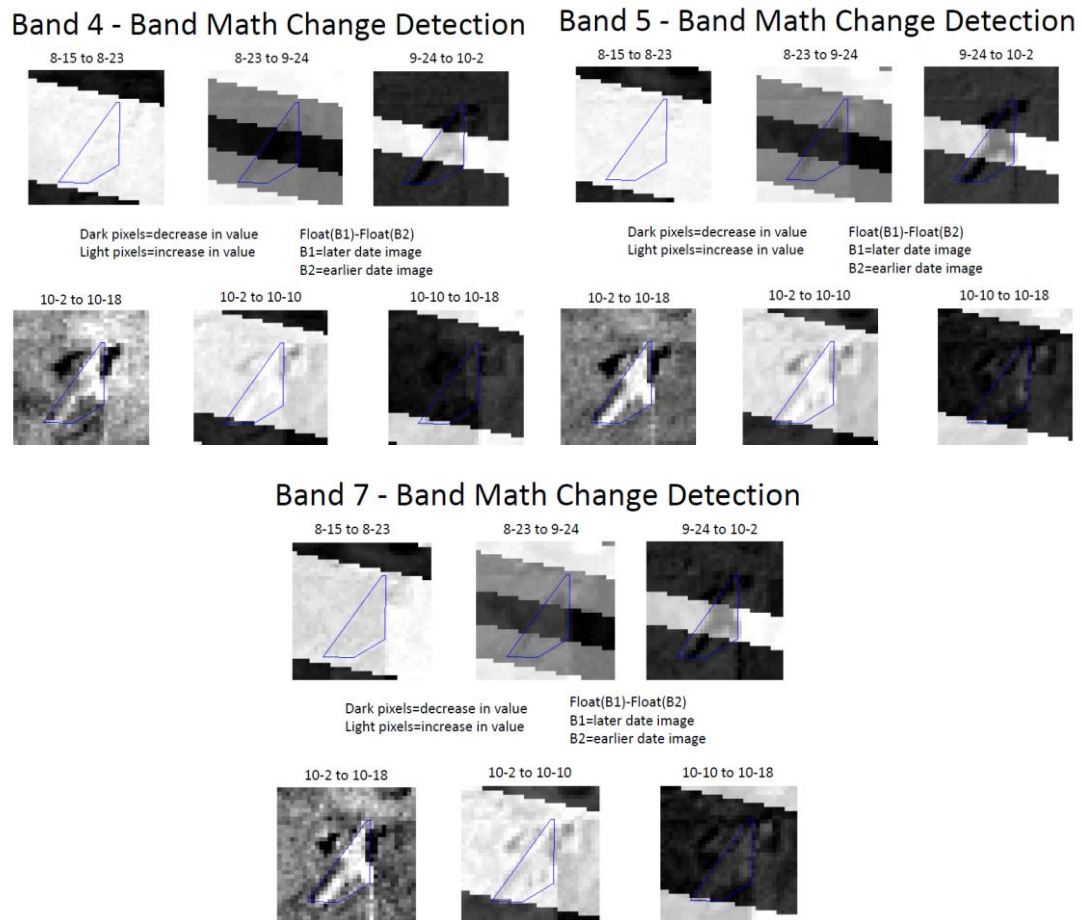 Band 4 - Band Math Change Detection
8-15 to 8-23
8-23 to 9-24
9-24 to 10-2
Dark pixels=decrease in value
Light pixels=increase in value
Float(B1)-Float(B2)
B1=later date image
B2=earlier date image
10-2 to 10-18
10-2 to 10-10
10-10 to 10-18
Band 5 - Band Math Change Detection
8-15 to 8-23
8-23 to 9-24
9-24 to 10-2
Dark pixels=decrease in value
Light pixels=increase in value
Float(B1)-Float(B2)
B1=later date image
B2=earlier date image
10-2 to 10-18
10-2 to 10-10
10-10 to 10-18
Band 7 - Band Math Change Detection
8-15 to 8-23
8-23 to 9-24
9-24 to 10-2
Dark pixels=decrease in value
Light pixels=increase in value
Float(B1)-Float(B2)
B1=later date image
B2=earlier date image
10-2 to 10-18
10-2 to 10-10
10-10 to 10-18